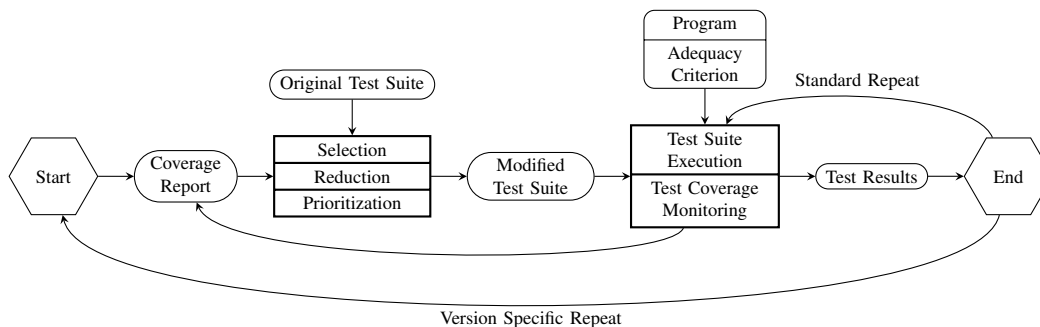 Program
Adequacy
Criterion
Original Test Suite
Standard Repeat
Start
Coverage
Report
Selection
Reduction
Prioritization
Modified
Test Suite
Test Suite
Execution
Test Coverage
Monitoring
Test Results
End
Version Specific Repeat